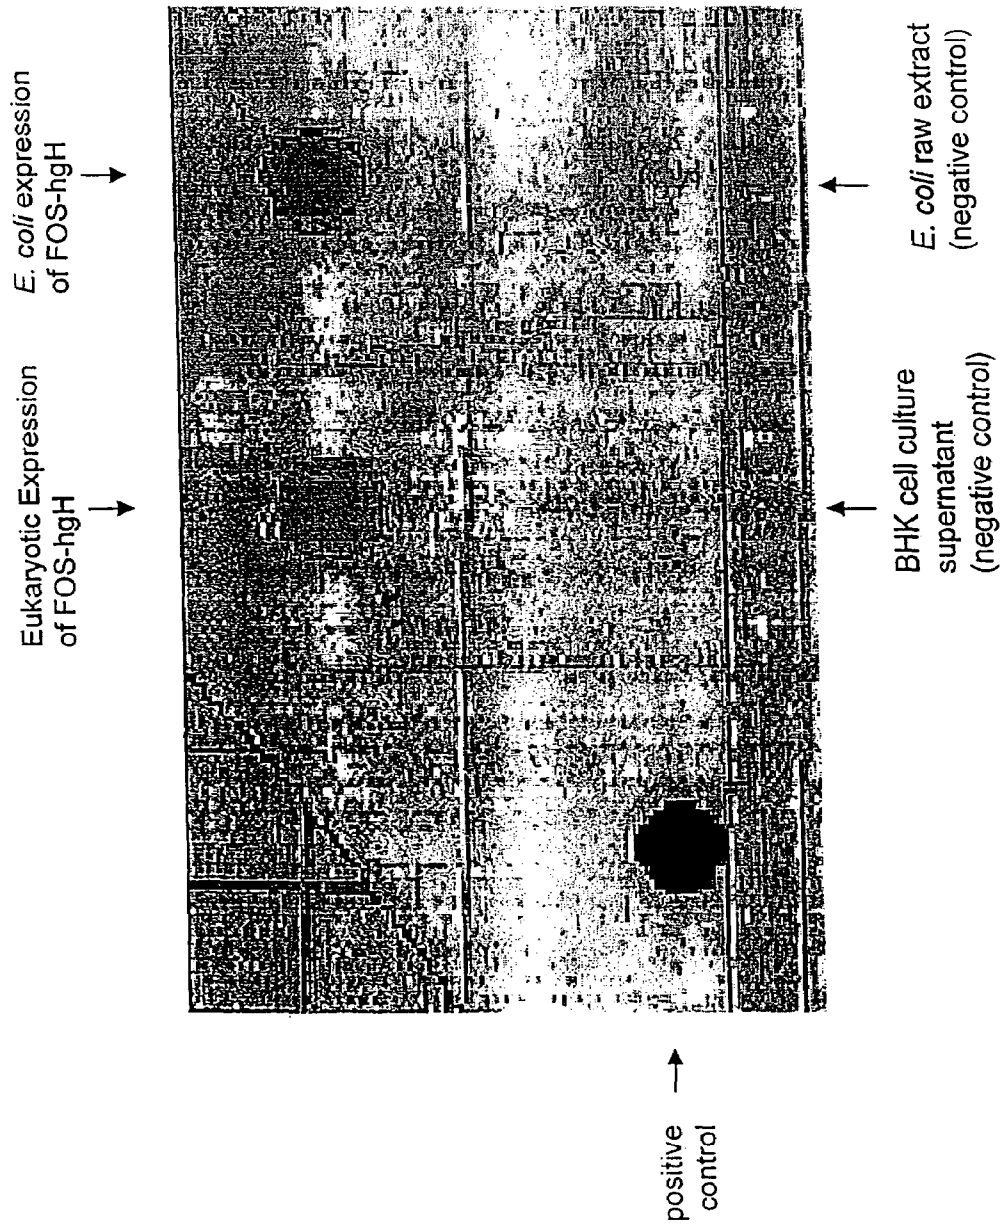 Eukaryotic Expression
of FOS-hgH
E. coli expression
of FOS-hgH
positive
control
BHK cell culture
supernatant
(negative control)
E. coli raw extract
(negative control)